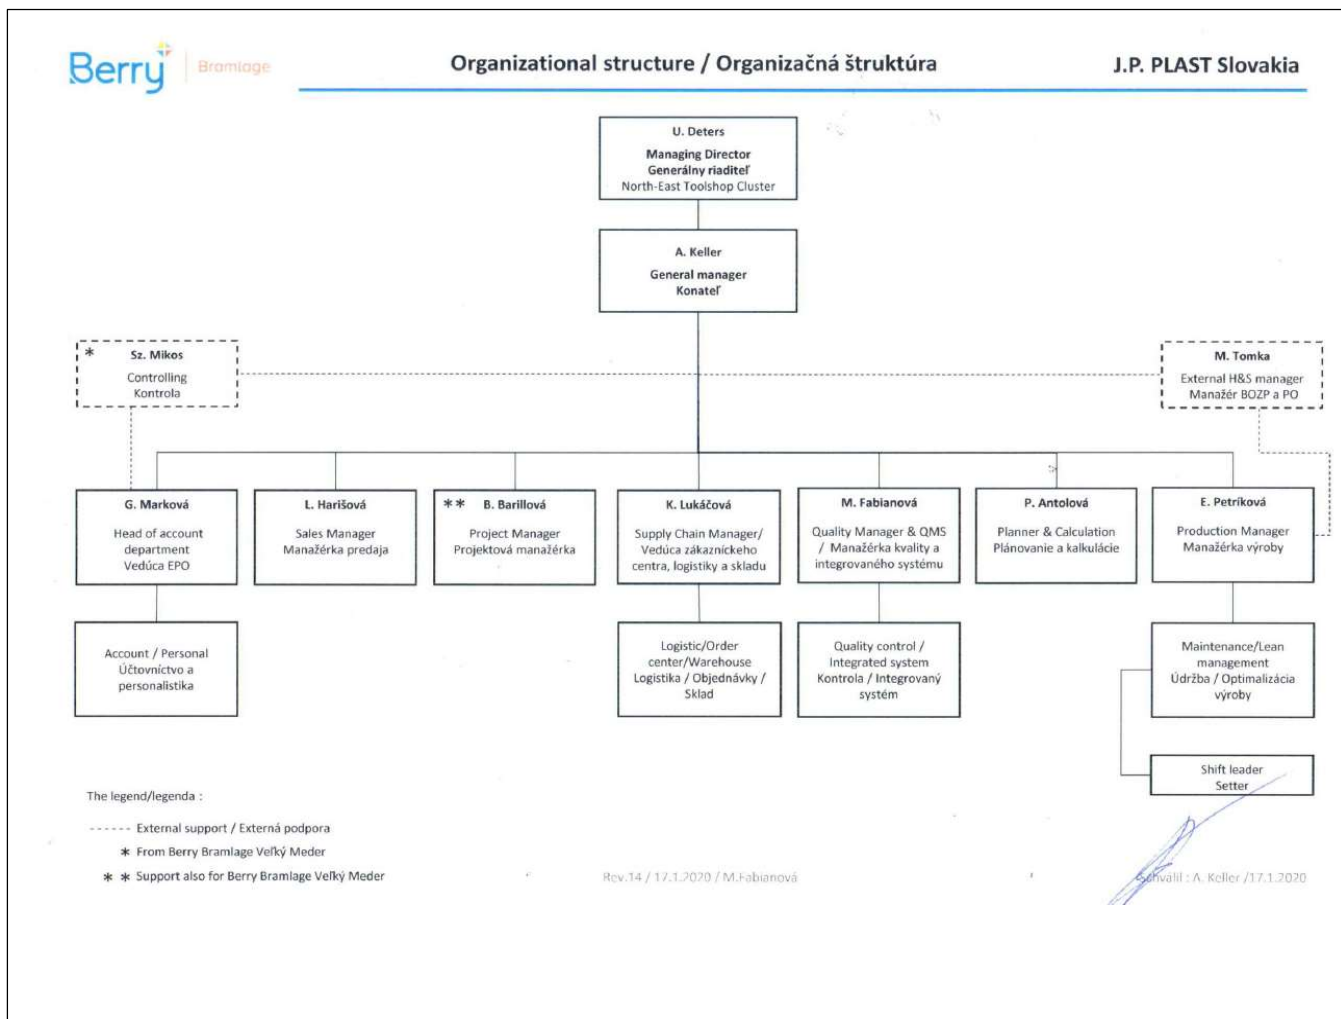 Berry Bramlage
Organizational structure / Organizačná štruktúra
J.P. PLAST Slovakia
U. Deters
Managing Director
Generálny riaditeľ
North-East Toolshop Cluster
A. Keller
General manager
Konateľ
* Sz. Mikos
Controlling
Kontrola
M. Tomka
External H&S manager
Manažér BOZP a PO
G. Marková
Head of account
department
Vedúca EPO
L. Harišová
Sales Manager
Manažérka predaja
** B. Barillová
Project Manager
Projektová manažérka
K. Lukáčová
Supply Chain Manager/
Vedúca zákazníckeho
centra, logistiky a skladu
M. Fabianová
Quality Manager & QMS
/ Manažérka kvality a
integrovaného systému
P. Antolová
Planner & Calculation
Plánovanie a kalkulácie
E. Petríková
Production Manager
Manažérka výroby
Account / Personal
Účtovníctvo a
personalistika
Logistic/Order
center/Warehouse
Logistika / Objednávky /
Sklad
Quality control /
Integrated system
Kontrola / Integrovaný
systém
Maintenance/Lean
management
Údržba / Optimalizácia
výroby
Shift leader
Setter
The legend/legenda :
------ External support / Externá podpora
* From Berry Bramlage Veľký Meder
* * Support also for Berry Bramlage Veľký Meder
Rev.14 / 17.1.2020 / M.Fabianová
Schválil : A. Keller /17.1.2020